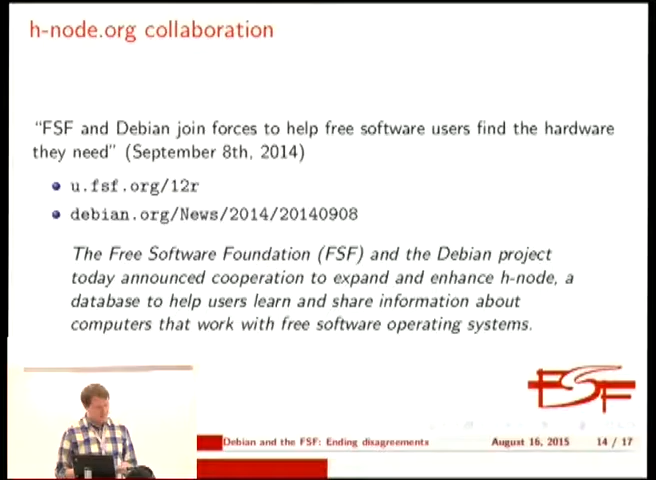 h-node.org collaboration
“FSF and Debian join forces to help free software users find the hardware
they need” (September 8th, 2014)
u.fsf.org/12r
debian.org/News/2014/20140908
The Free Software Foundation (FSF) and the Debian project
today announced cooperation to expand and enhance h-node, a
database to help users learn and share information about
computers that work with free software operating systems.
FSF
Debian and the FSF: Ending disagreements August 16, 2015 14 / 17